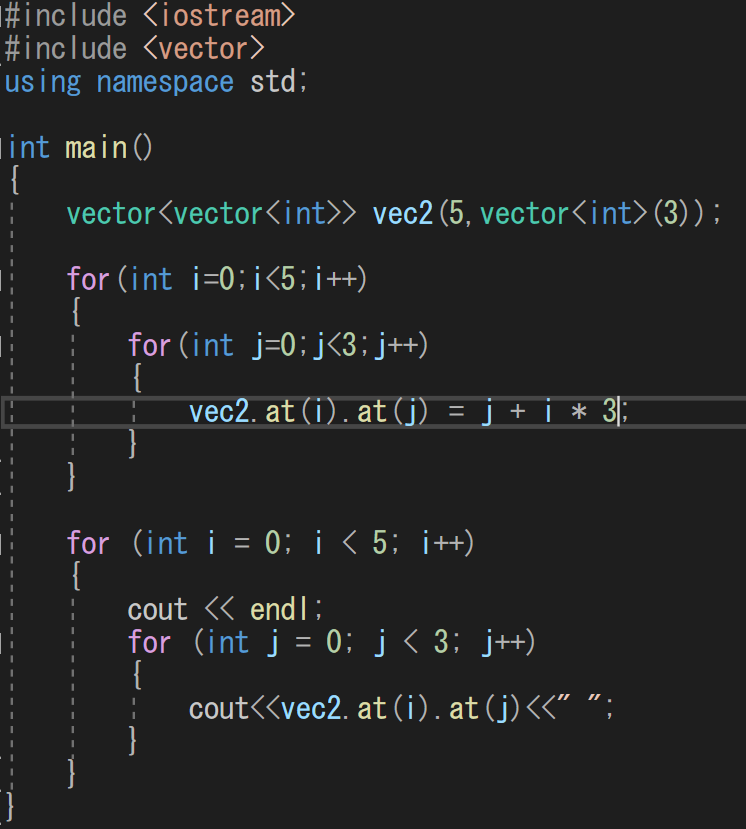 #include <iostream>
#include <vector>
using namespace std;
int main()
{
vector<vector<int>> vec2(5,vector<int>(3));
for(int i=0;i<5;i++)
{
for(int j=0;j<3;j++)
{
vec2.at(i).at(j) = j + i * 3;
}
}
for (int i = 0; i < 5; i++)
{
cout << endl;
for (int j = 0; j < 3; j++)
{
cout<<vec2.at(i).at(j)<<" ";
}
}
}